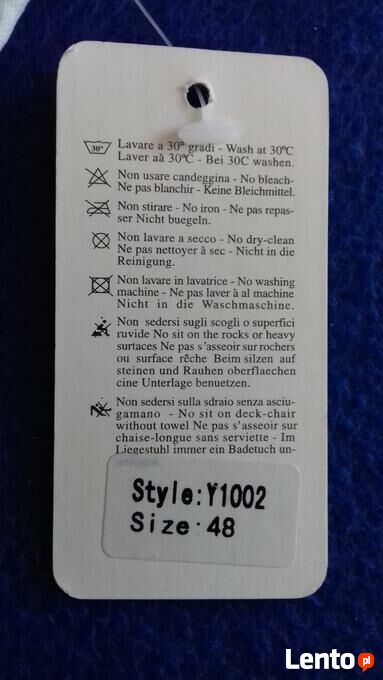 30°
Lavare a 30° gradi - Wash at 30°C
Laver aà 30°C - Bei 30C washen.
Non usare candeggina - No bleach-
Ne pas blanchir - Keine Bleichmittel.
Non stirare - No iron - Ne pas repas-
ser Nicht buegeln.
Non lavare a secco - No dry-clean
Ne pas nettoyer à sec - Nicht in die
Reinigung.
Non lavare in lavatrice - No washing
machine - Ne pas laver à al machine
Nicht in die Waschmaschine.
Non sedersi sugli scogli o superfici
ruvide No sit on the rocks or heavy
surtaces Ne pas s'asseoir sur rochers
ou surface rêche Beim silzen auf
steinen und Rauhen oberflaechen
cine Unterlage benuetzen.
Non sedersi sulla sdraio senza asciu-
gamano - No sit on deck-chair
without towel Ne pas s'asseoir sur
chaise-longue sans serviette - Im
Liegestuhl immer ein Badetuch un-
Style:Y1002
Size·48
Lento pl